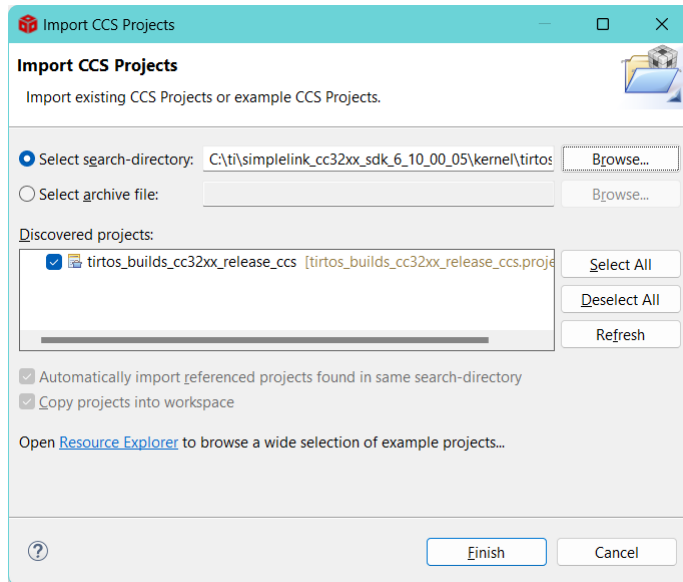 Import CCS Projects
Import CCS Projects
Import existing CCS Projects or example CCS Projects.
Select search-directory: C:\ti\simplelink_cc32xx_sdk_6_10_00_05\kernel\tirtos Browse...
Select archive file: Browse...
Discovered projects:
tirtos_builds_cc32xx_release_ccs [tirtos_builds_cc32xx_release_ccs.proje
Select All
Deselect All
Refresh
Automatically import referenced projects found in same search-directory
Copy projects into workspace
Open Resource Explorer to browse a wide selection of example projects...
? Finish Cancel